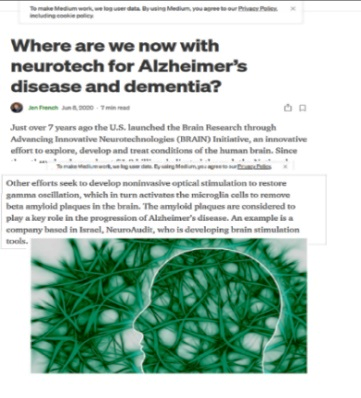 To make Medium work, we log user data. By using Medium, you agree to our Privacy Policy,
including cookie policy.
Where are we now with
neurotech for Alzheimer's
disease and dementia?
Jen French Jun 8, 2020 · 7 min read
Just over 7 years ago the U.S. launched the Brain Research through
Advancing Innovative Neurotechnologies (BRAIN) Initiative, an innovative
effort to explore, develop and treat conditions of the human brain. Since
To make Medium work, we log user data. By using Medium, you agree to our Privacy Policy,
Other efforts seek to develop noninvasive optical stimulation to restore
gamma oscillation, which in turn activates the microglia cells to remove
beta amyloid plaques in the brain. The amyloid plaques are considered to
play a key role in the progression of Alzheimer's disease. An example is a
company based in Israel, NeuroAudit, who is developing brain stimulation
tools.